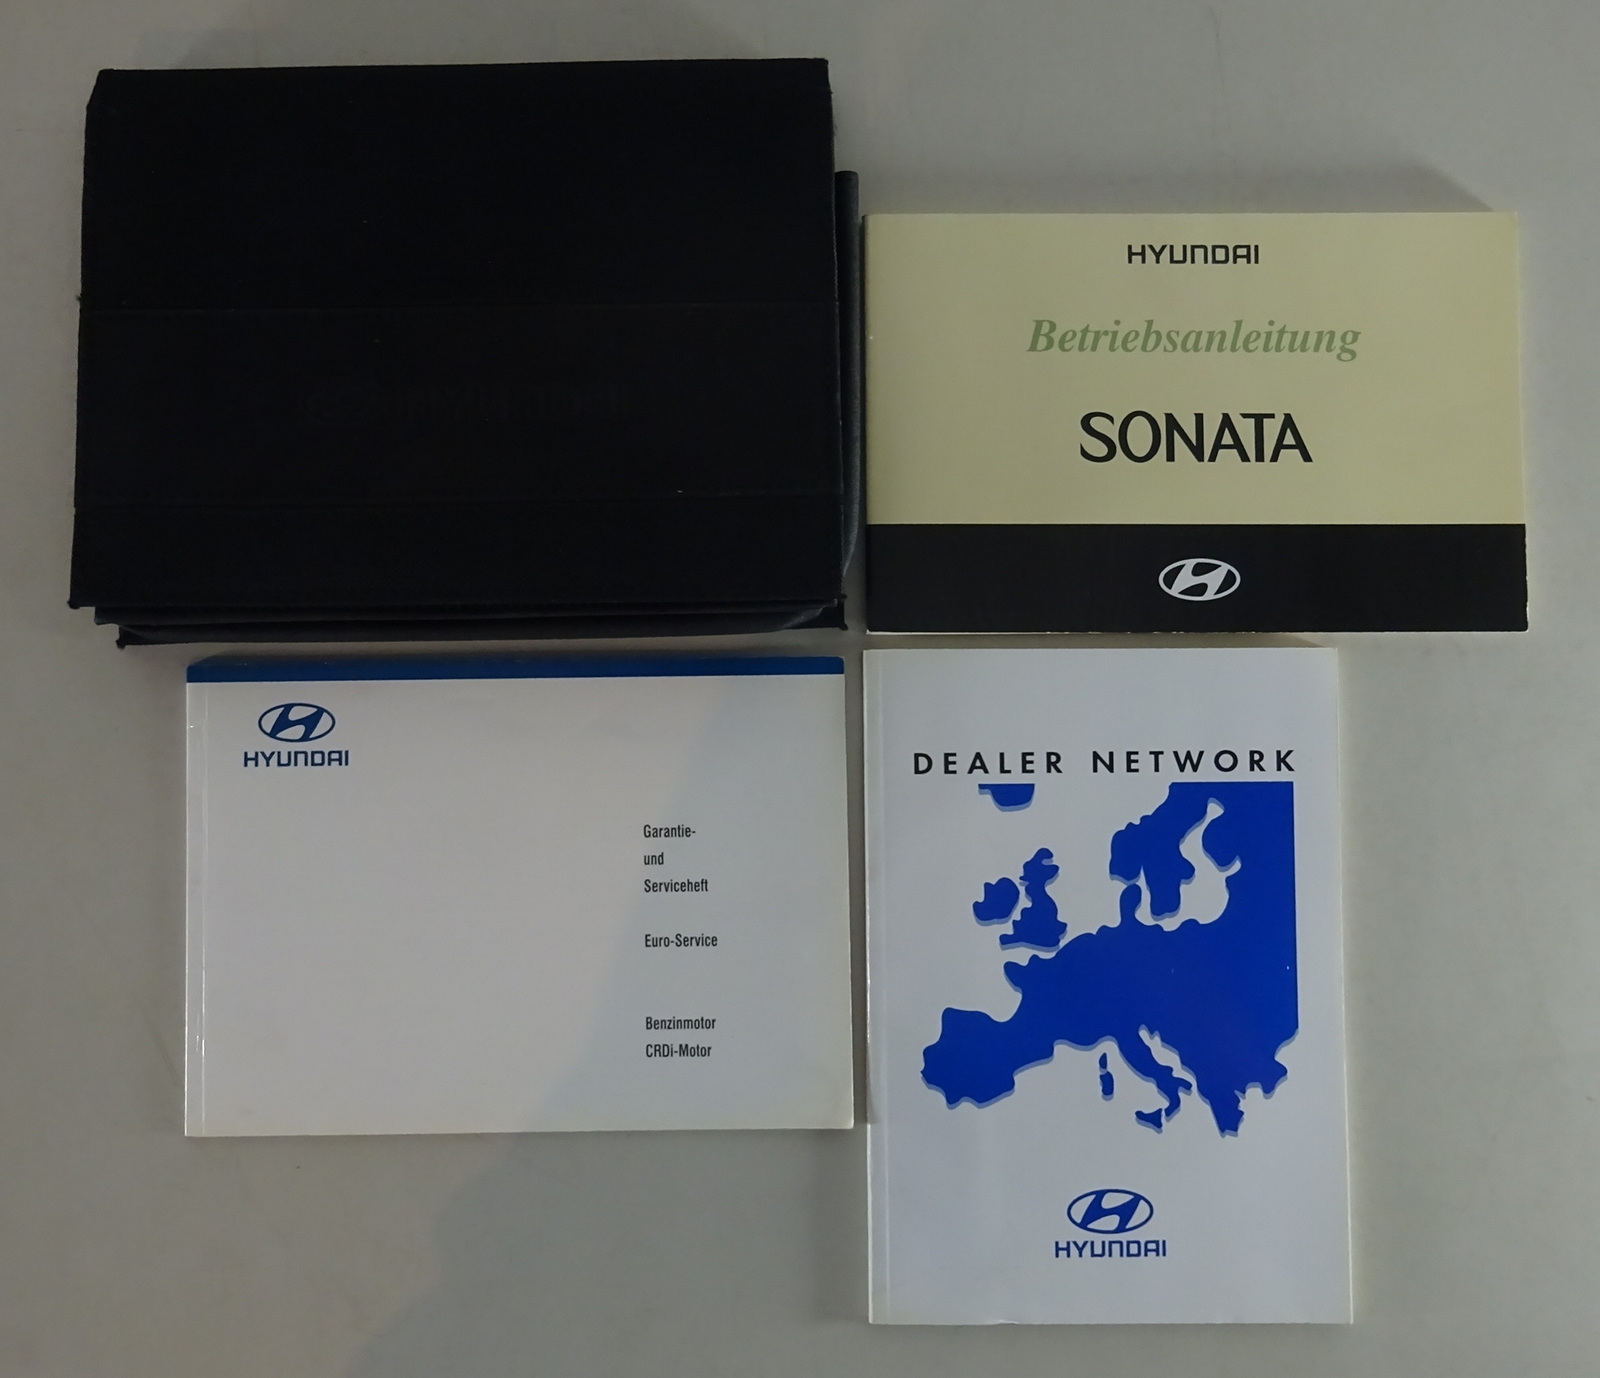 HYUNDAI
Betriebsanleitung
SONATA
HYUNDAI
Garantie-
und
Serviceheft
Euro-Service
Benzinmotor
CRDi-Motor
DEALER NETWORK
HYUNDAI